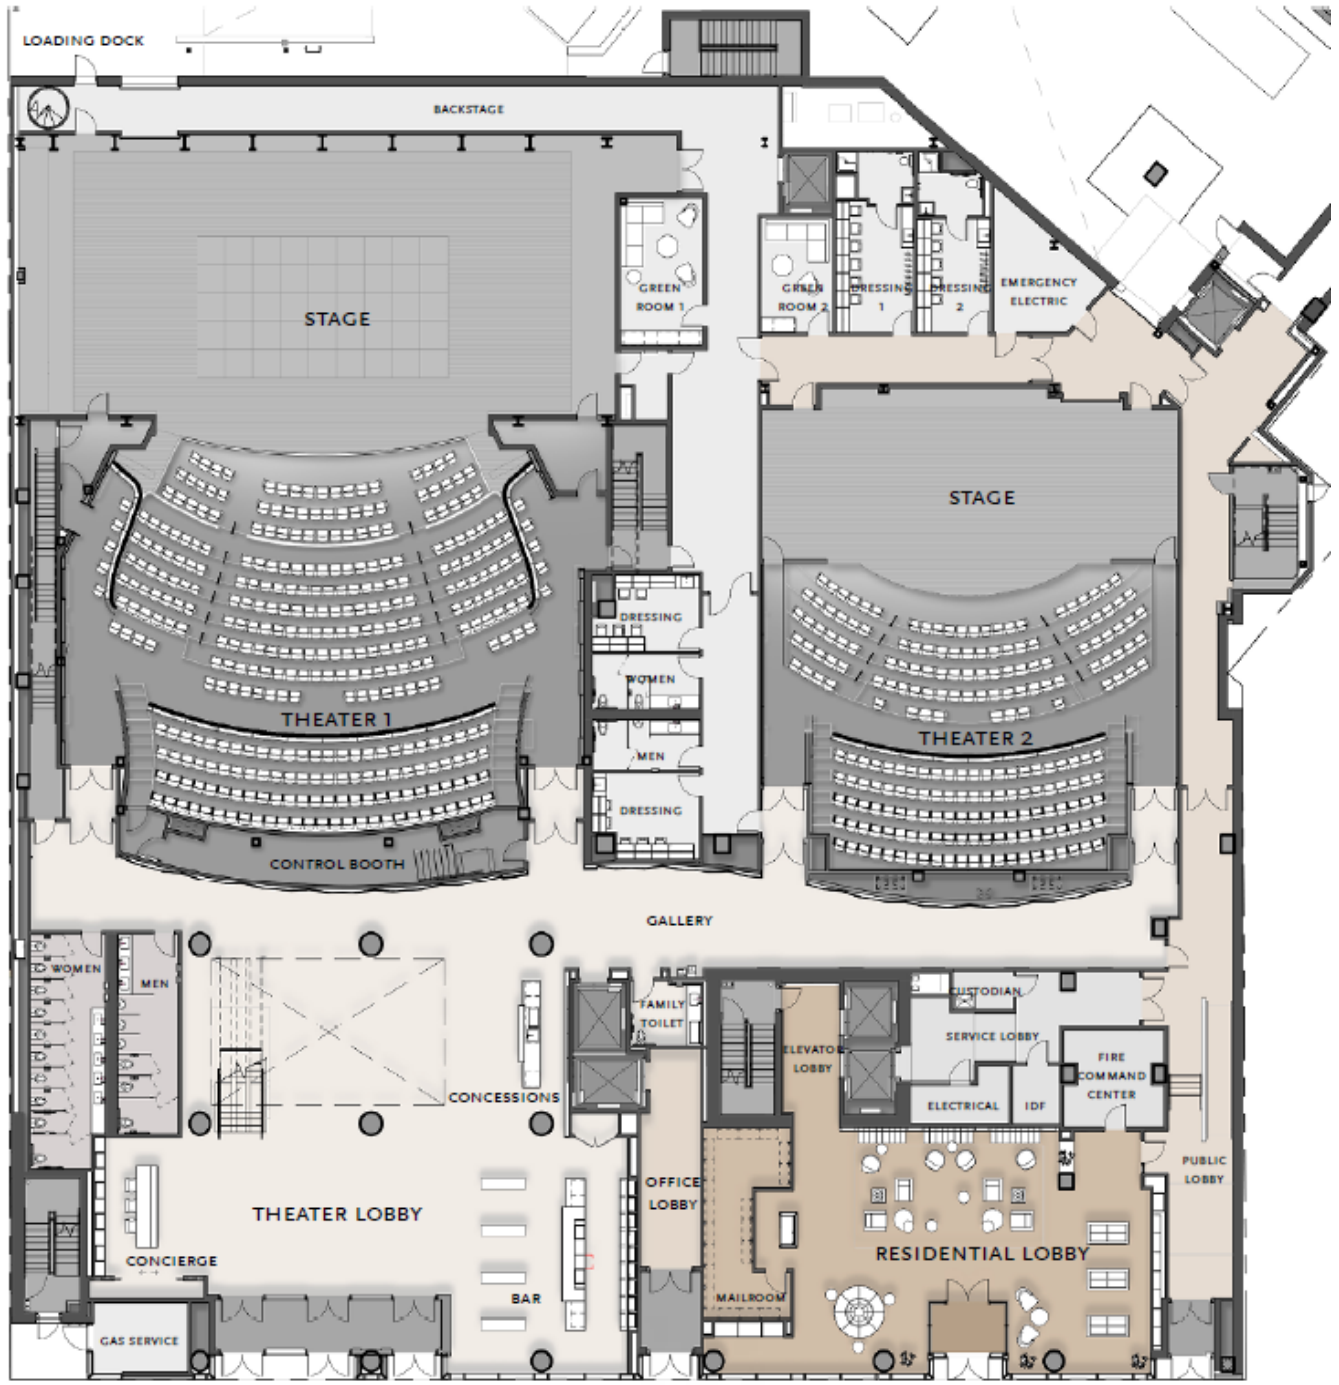 LOADING DOCK
BACKSTAGE
GREEN
ROOM 1
GREEN
ROOM 2
DRESSING
1
DRESSING
2
EMERGENCY
ELECTRIC
STAGE
STAGE
DRESSING
WOMEN
THEATER 1
THEATER 2
MEN
DRESSING
CONTROL BOOTH
GALLERY
WOMEN
MEN
FAMILY
TOILET
CUSTODIAN
SERVICE LOBBY
ELEVATOR
LOBBY
FIRE
COMMAND
CENTER
CONCESSIONS
ELECTRICAL
IDF
OFFICE
LOBBY
PUBLIC
LOBBY
THEATER LOBBY
CONCIERGE
RESIDENTIAL LOBBY
BAR
MAILROOM
GAS SERVICE